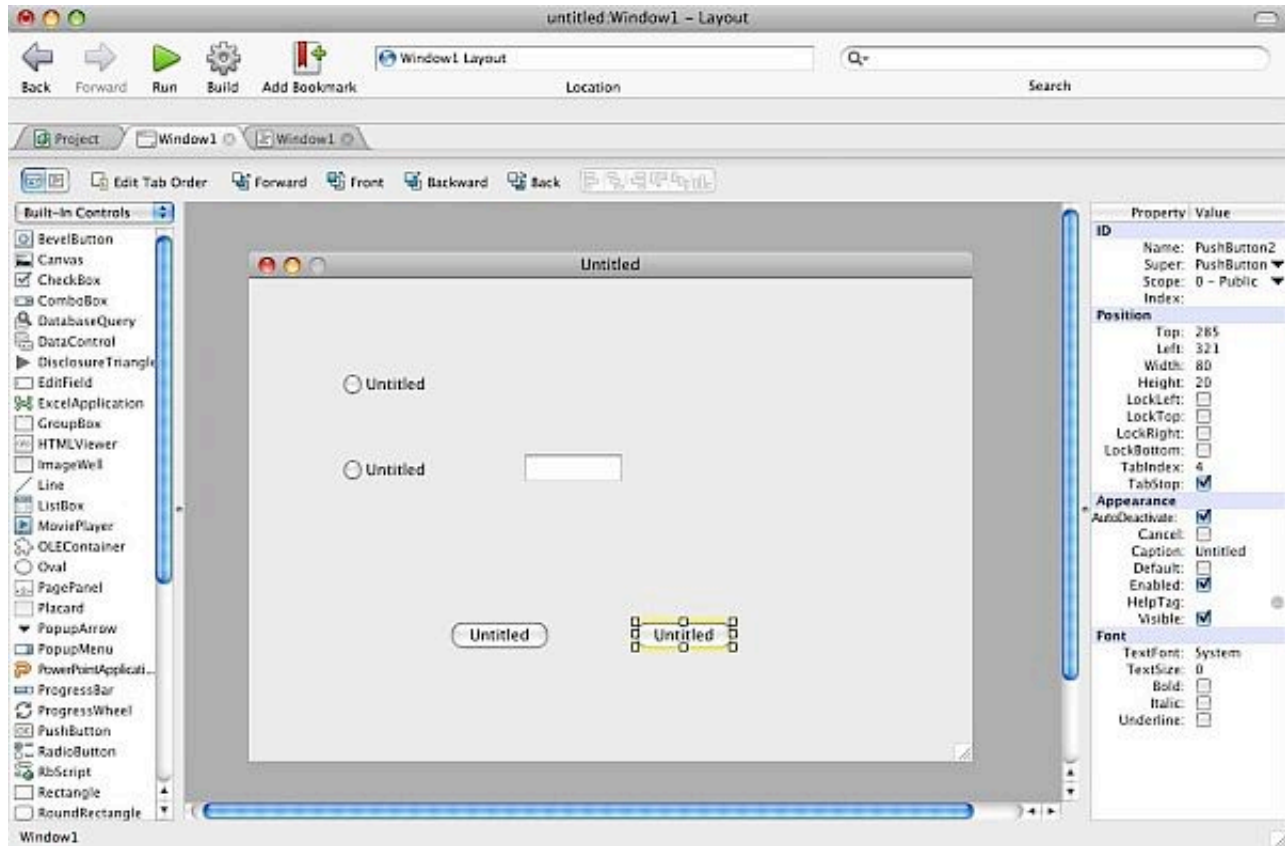 untitled:Window1 – Layout
Back Forward Run Build Add Bookmark Window1 Layout Location Search
Project Window1 Window1
Edit Tab Order Forward Front Backward Back
Built-In Controls
BevelButton
Canvas
CheckBox
ComboBox
DatabaseQuery
DataControl
DisclosureTriangle
EditField
ExcelApplication
GroupBox
HTMLViewer
ImageWell
Line
ListBox
MoviePlayer
OLEContainer
Oval
PagePanel
Placard
PopupArrow
PopupMenu
PowerPointApplicati...
ProgressBar
ProgressWheel
PushButton
RadioButton
RbScript
Rectangle
RoundRectangle
Window1
Untitled
Untitled
Untitled
Untitled
Untitled
Property Value
ID
Name: PushButton2
Super: PushButton
Scope: 0 – Public
Index:
Position
Top: 285
Left: 321
Width: 80
Height: 20
LockLeft:
LockTop:
LockRight:
LockBottom:
TabIndex: 4
TabStop:
Appearance
AutoDeactivate:
Cancel:
Caption: Untitled
Default:
Enabled:
HelpTag:
Visible:
Font
TextFont: System
TextSize: 0
Bold:
Italic:
Underline: